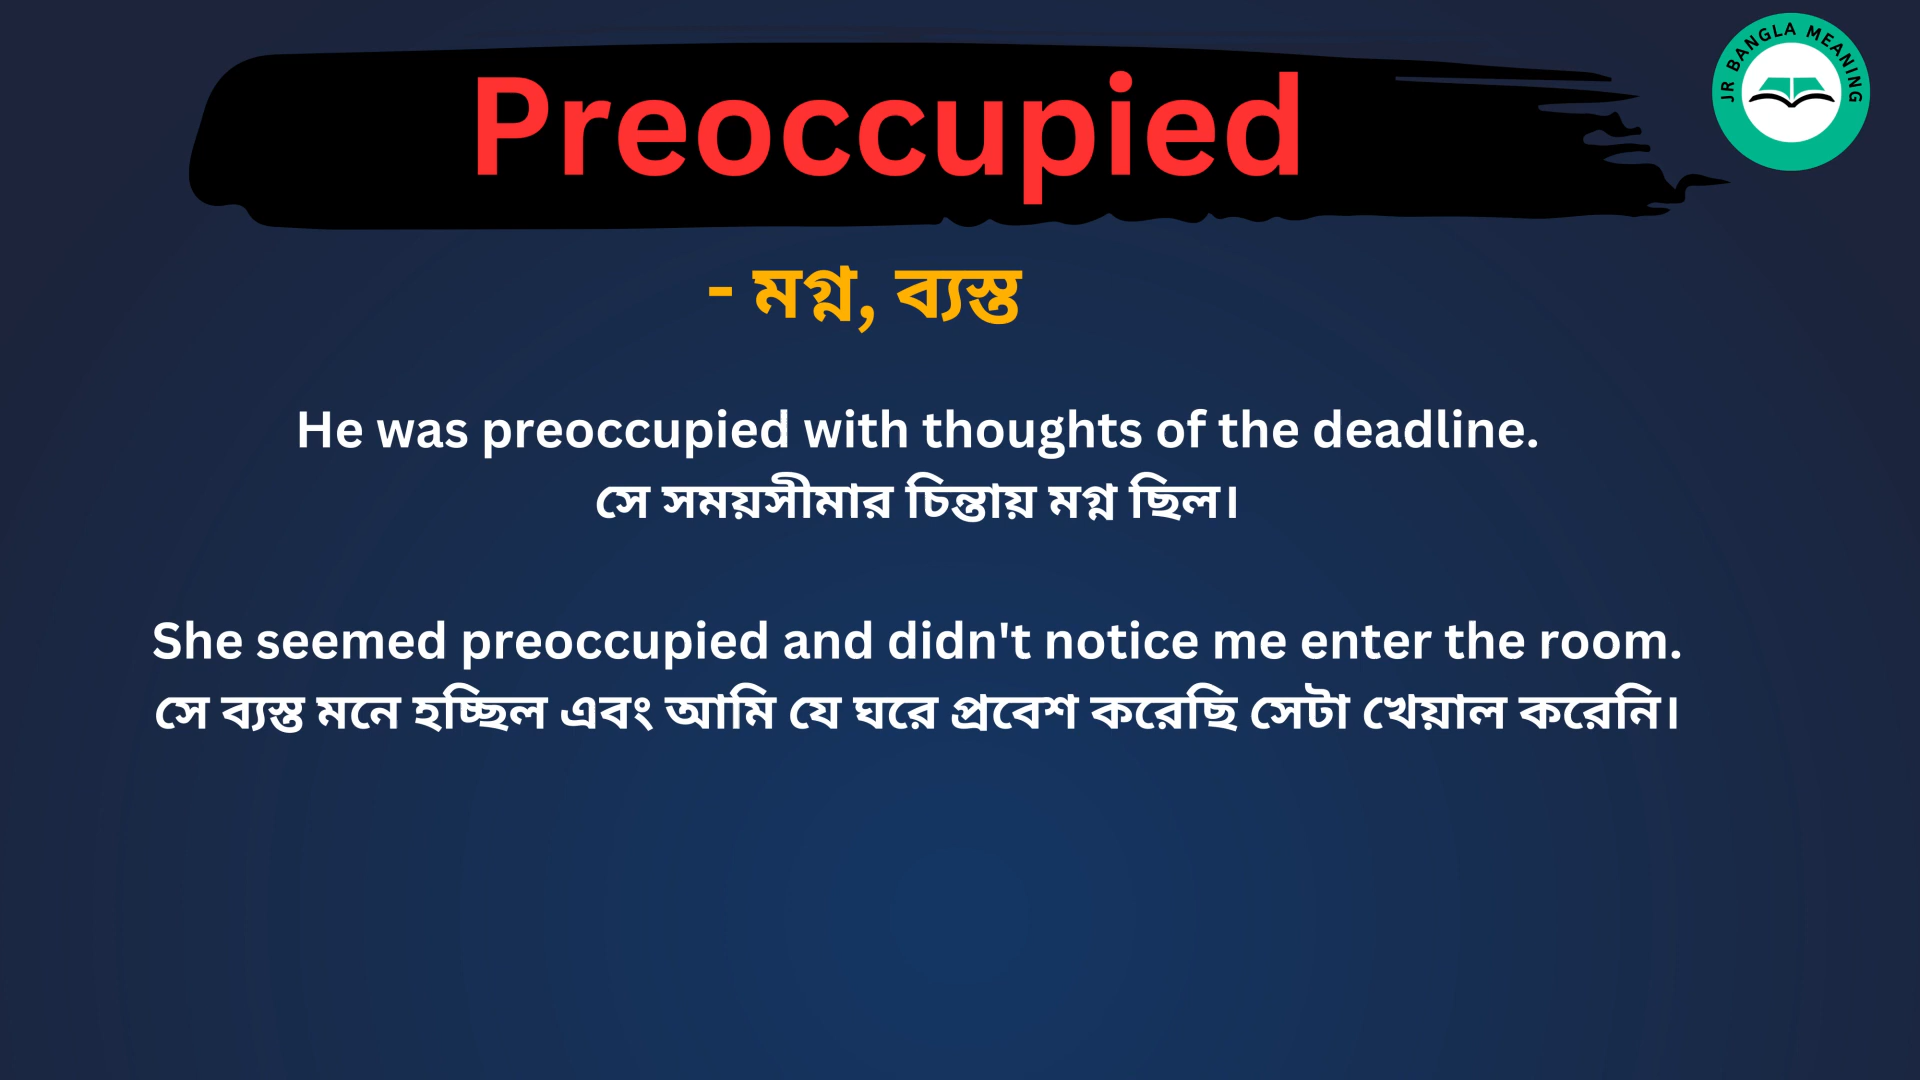 JR BANGLA MEANING
Preoccupied
- মগ্ন, ব্যস্ত
He was preoccupied with thoughts of the deadline.
সে সময়সীমার চিন্তায় মগ্ন ছিল।
She seemed preoccupied and didn't notice me enter the room.
সে ব্যস্ত মনে হচ্ছিল এবং আমি যে ঘরে প্রবেশ করেছি সেটা খেয়াল করেনি।